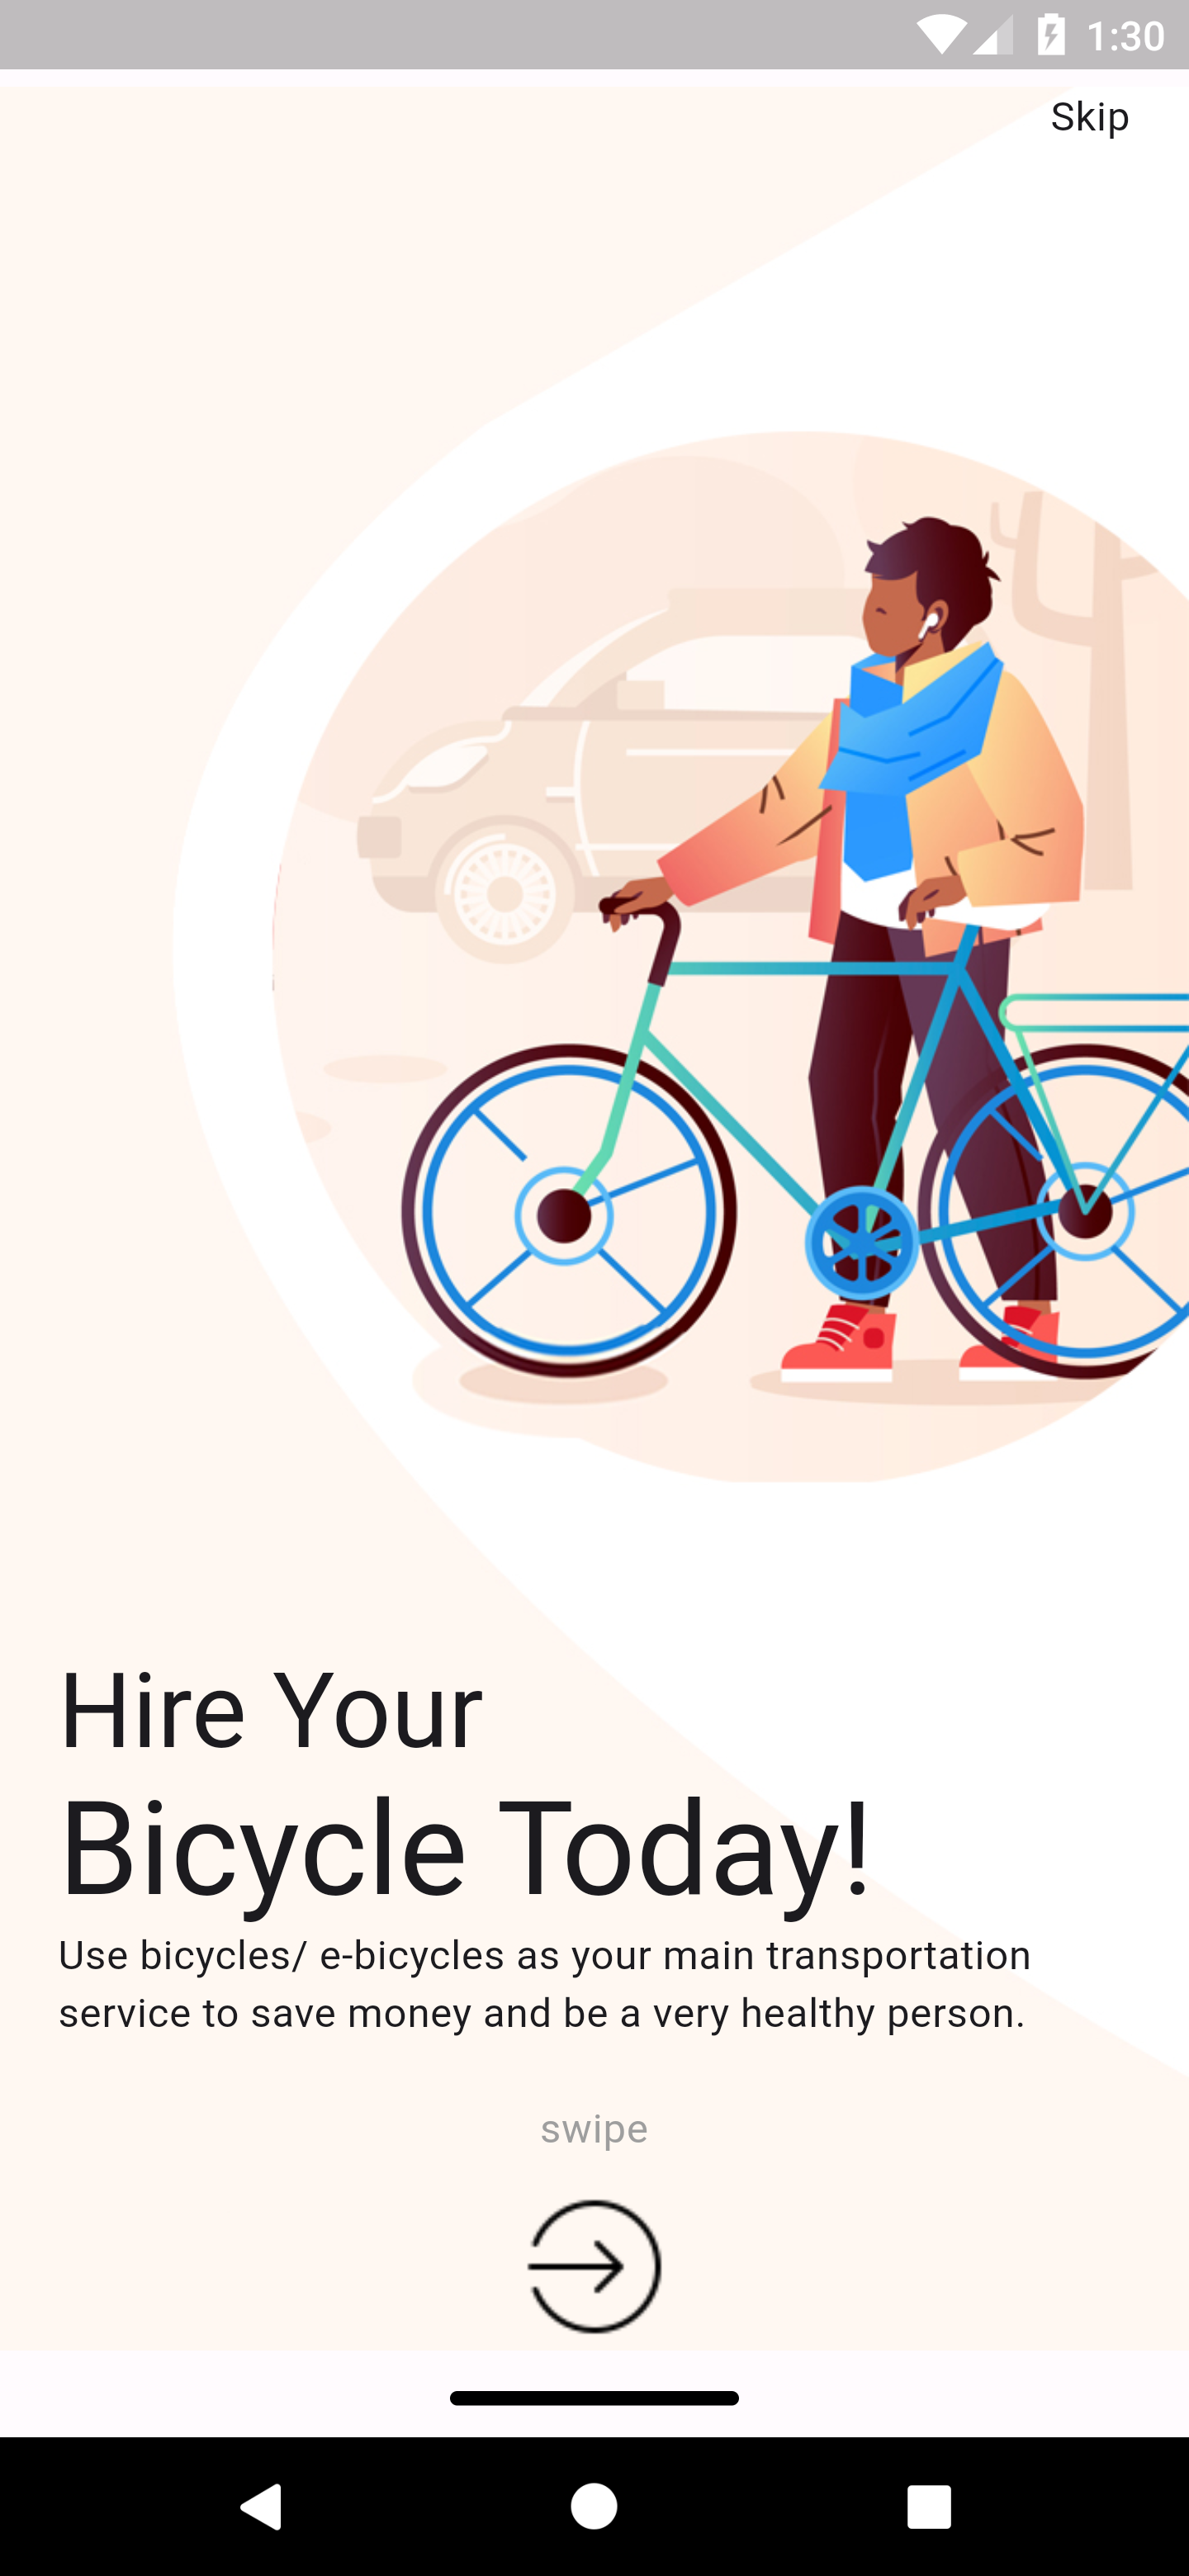 1:30
Skip
Hire Your
Bicycle Today!
Use bicycles/ e-bicycles as your main transportation
service to save money and be a very healthy person.
swipe